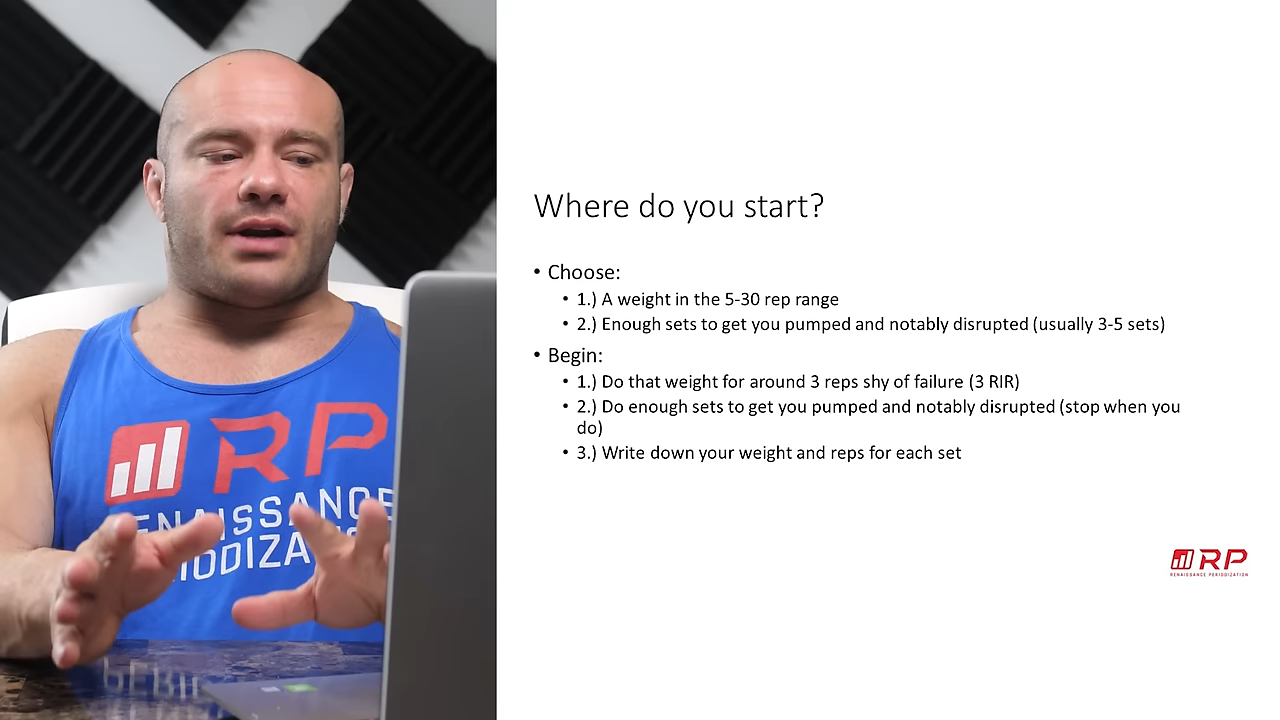 RP
RENAISSANCE
Where do you start?
• Choose:
• 1.) A weight in the 5-30 rep range
• 2.) Enough sets to get you pumped and notably disrupted (usually 3-5 sets)
• Begin:
• 1.) Do that weight for around 3 reps shy of failure (3 RIR)
• 2.) Do enough sets to get you pumped and notably disrupted (stop when you
do)
• 3.) Write down your weight and reps for each set
RP
RENAISSANCE PERIODIZATION